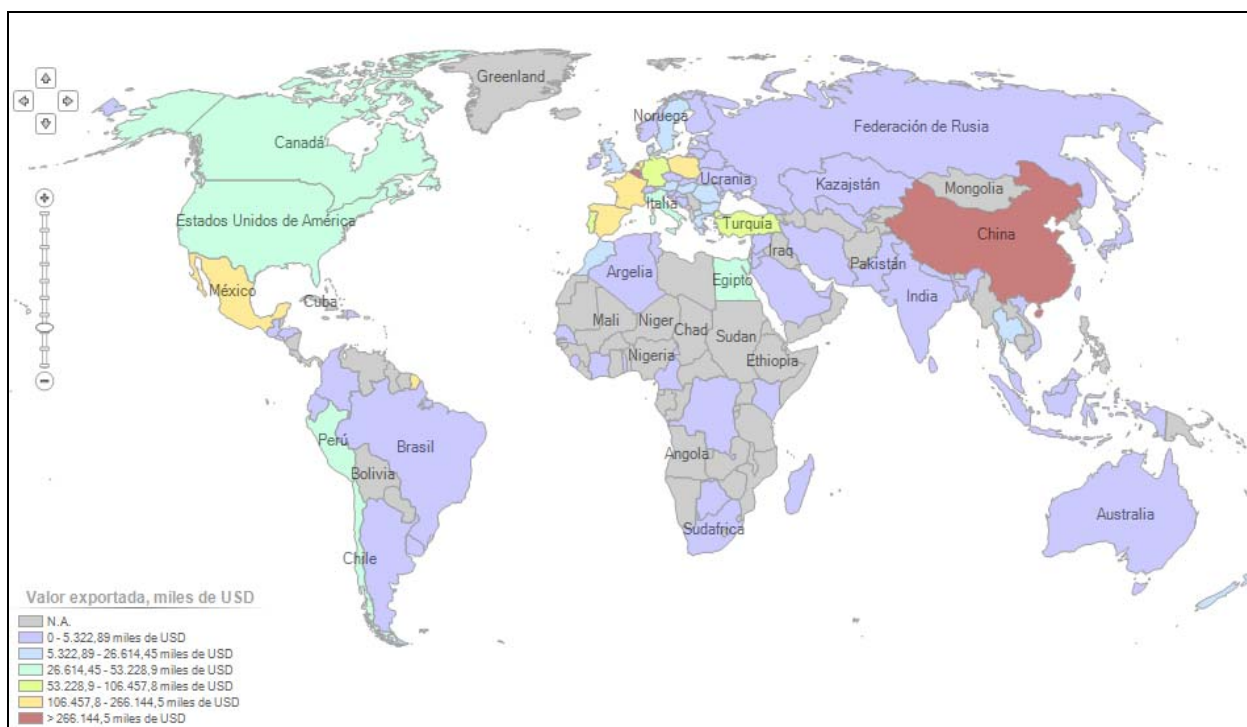 Greenland
Noruega
Federación de Rusia
Canadá
Ucrania
Kazajstán
Mongolia
Italia
Estados Unidos de América
Turquía
China
Iraq
Pakistán
Argelia
Egipto
México
India
Cuba
Mali
Niger
Chad
Sudan
Nigeria
Ethiopia
Perú
Brasil
Angola
Bolivia
Australia
Sudafrica
Chile
Valor exportada, miles de USD
N.A.
0 - 5.322,89 miles de USD
5.322,89 - 26.614,45 miles de USD
26.614,45 - 53.228,9 miles de USD
53.228,9 - 106.457,8 miles de USD
106.457,8 - 266.144,5 miles de USD
> 266.144,5 miles de USD